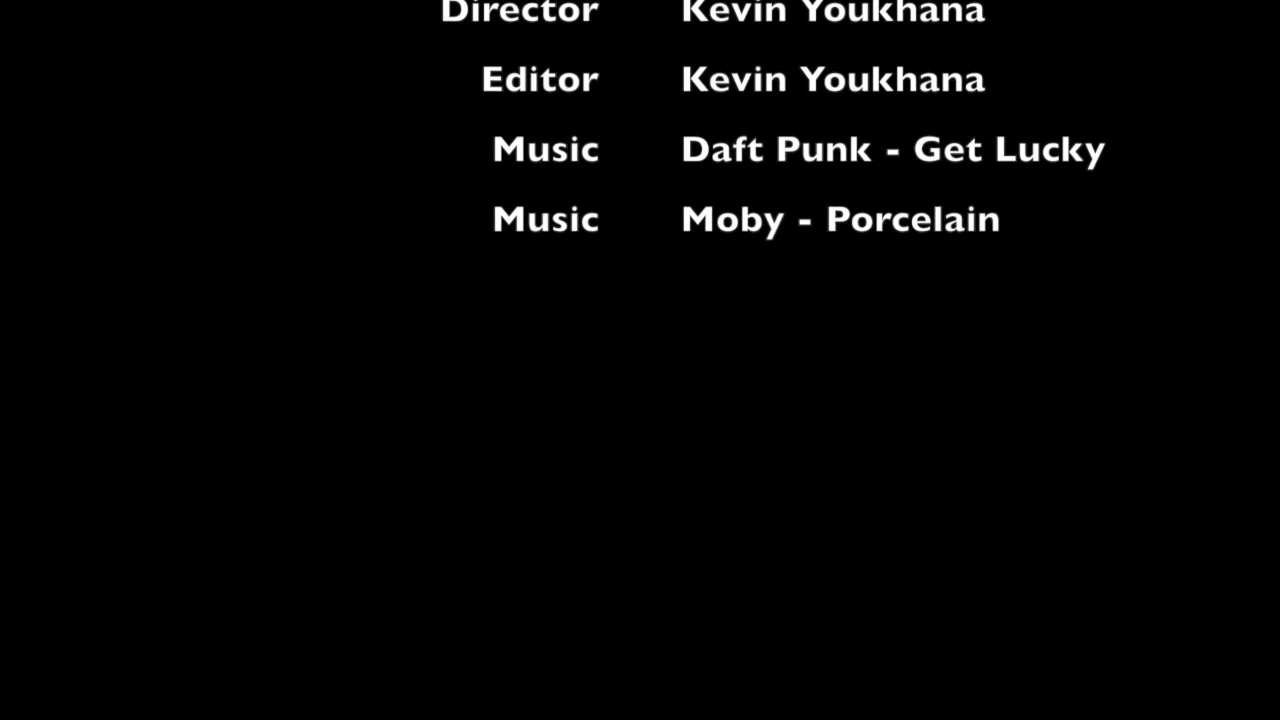 Director Kevin Youkhana
Editor Kevin Youkhana
Music Daft Punk - Get Lucky
Music Moby - Porcelain